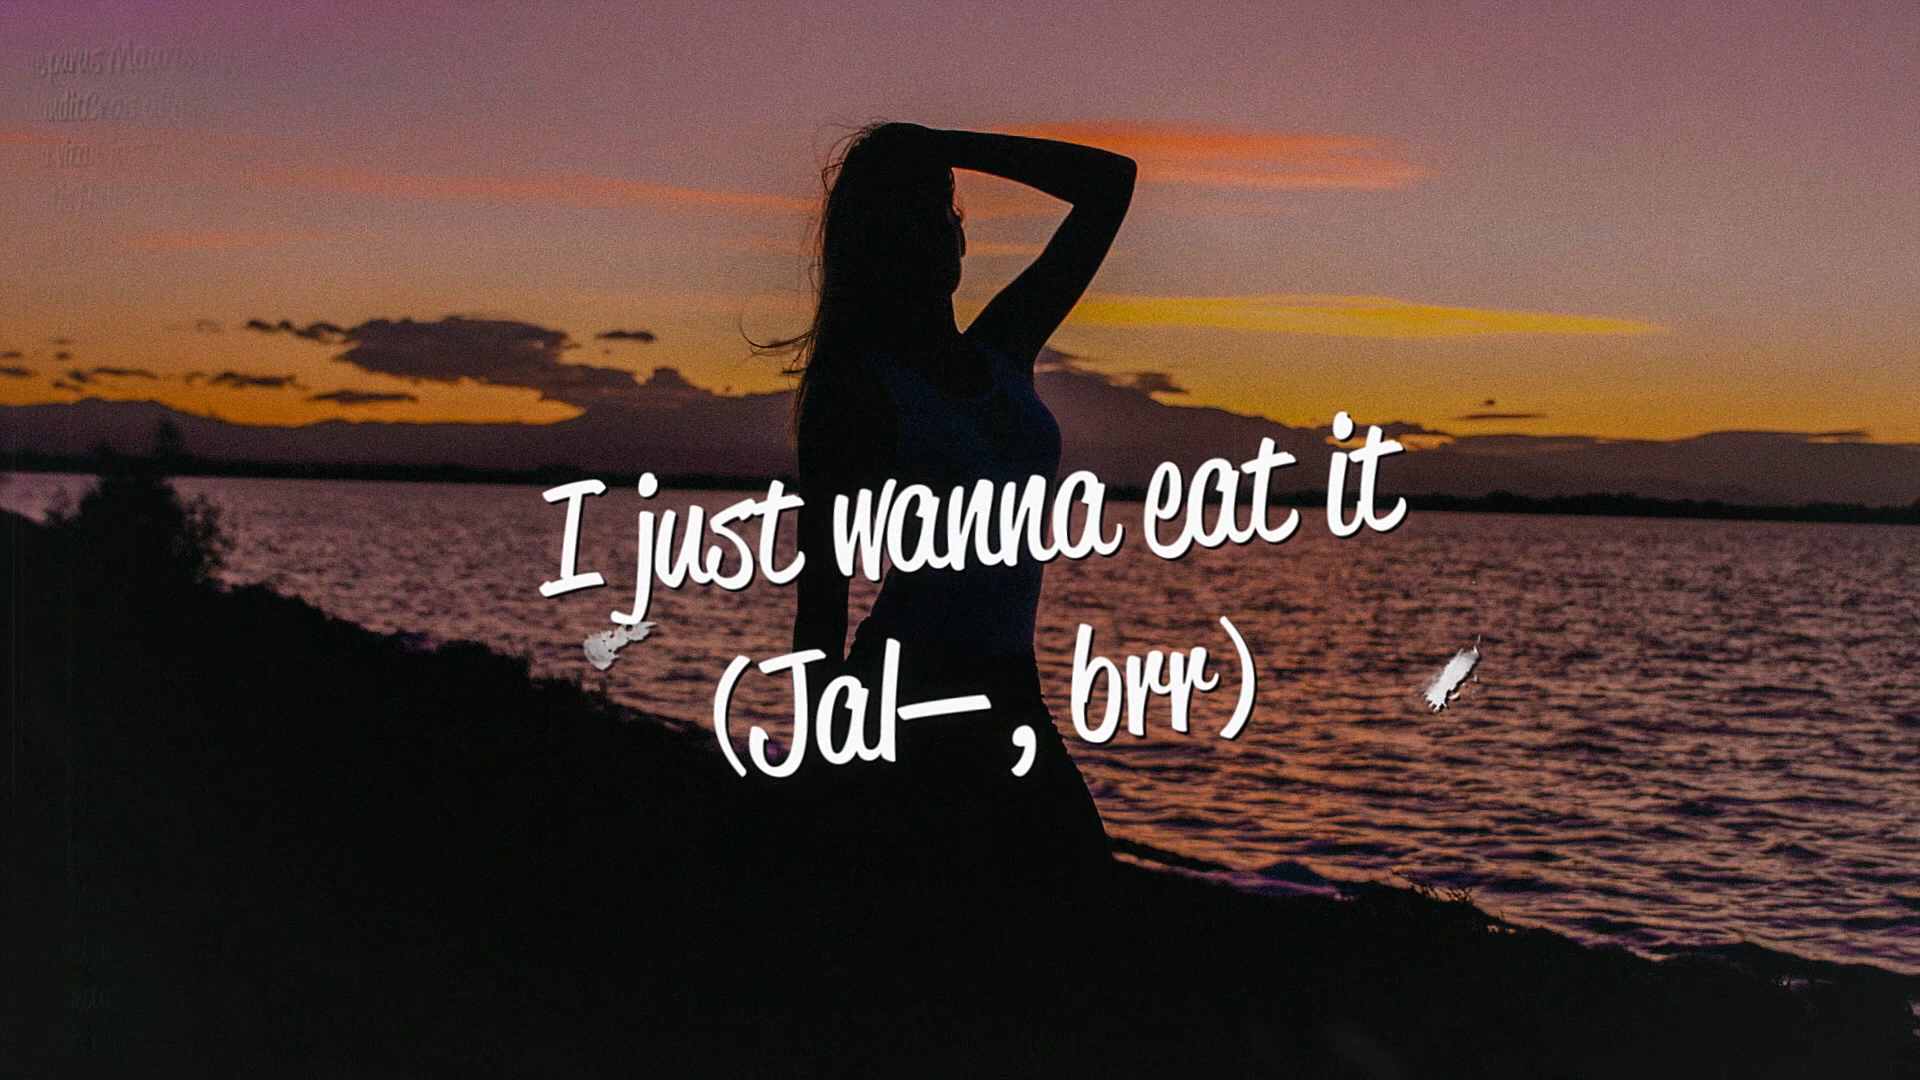 I just wanna eat it
(Jal—, brr)